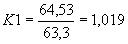 K1 = 64,53 / 63,3 = 1,019